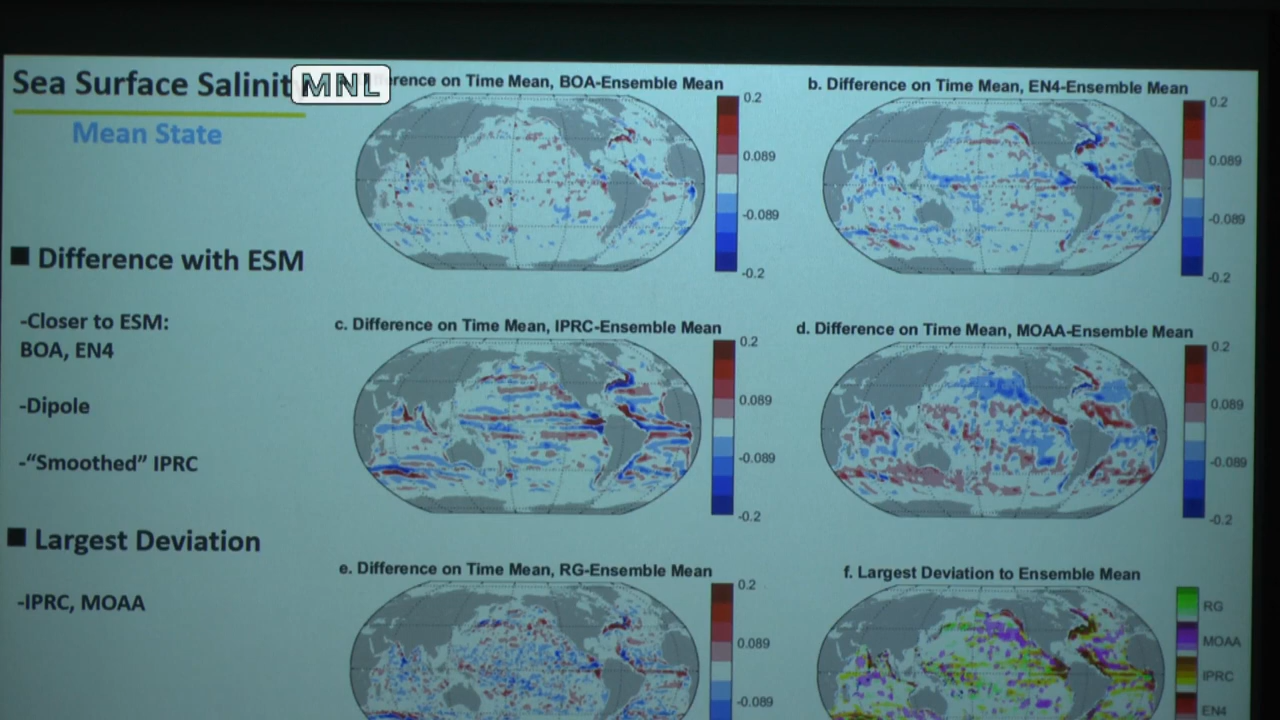 Sea Surface Salinit
MNL
Mean State
Difference with ESM
-Closer to ESM:
BOA, EN4
-Dipole
-“Smoothed” IPRC
Largest Deviation
-IPRC, MOAA
erence on Time Mean, BOA-Ensemble Mean
0.2
0.089
-0.089
-0.2
b. Difference on Time Mean, EN4-Ensemble Mean
0.2
0.089
-0.089
-0.2
c. Difference on Time Mean, IPRC-Ensemble Mean
0.2
0.089
-0.089
-0.2
d. Difference on Time Mean, MOAA-Ensemble Mean
0.2
0.089
-0.089
-0.2
e. Difference on Time Mean, RG-Ensemble Mean
0.2
0.089
-0.089
f. Largest Deviation to Ensemble Mean
RG
MOAA
IPRC
EN4